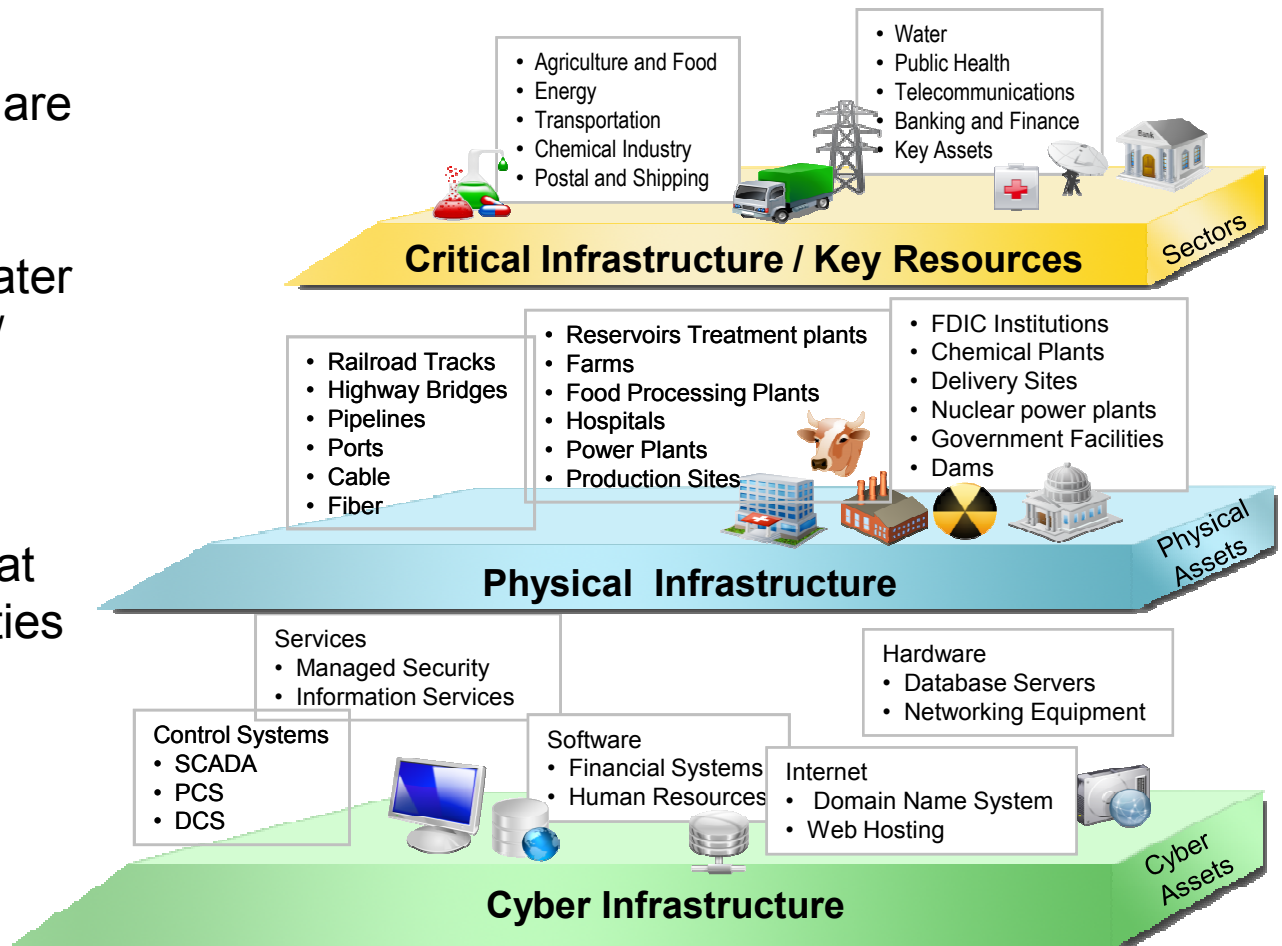 are
ater
at
ties
• Agriculture and Food
• Energy
• Transportation
• Chemical Industry
• Postal and Shipping
• Water
• Public Health
• Telecommunications
• Banking and Finance
• Key Assets
Bank
Critical Infrastructure / Key Resources
Sectors
• Railroad Tracks
• Highway Bridges
• Pipelines
• Ports
• Cable
• Fiber
• Reservoirs Treatment plants
• Farms
• Food Processing Plants
• Hospitals
• Power Plants
• Production Sites
• FDIC Institutions
• Chemical Plants
• Delivery Sites
• Nuclear power plants
• Government Facilities
• Dams
Physical Infrastructure
Physical
Assets
Services
• Managed Security
• Information Services
Control Systems
• SCADA
• PCS
• DCS
Software
• Financial Systems
• Human Resources
Internet
• Domain Name System
• Web Hosting
Hardware
• Database Servers
• Networking Equipment
Cyber Infrastructure
Cyber
Assets